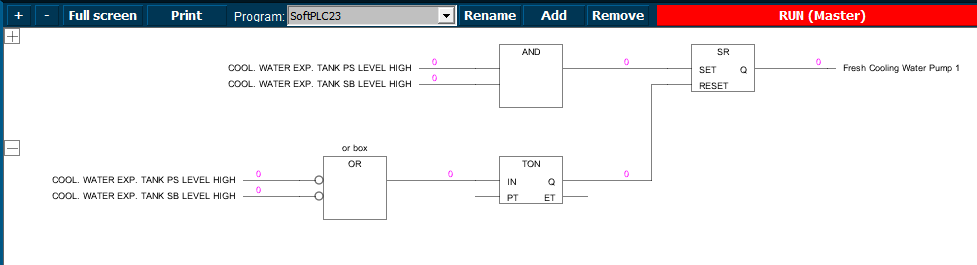 + - Full screen Print Program: SoftPLC23 Rename Add Remove RUN (Master)
AND SR
COOL. WATER EXP. TANK PS LEVEL HIGH 0 0 SET Q 0 Fresh Cooling Water Pump 1
COOL. WATER EXP. TANK SB LEVEL HIGH 0 RESET
or box
OR TON
COOL. WATER EXP. TANK PS LEVEL HIGH 0 0 IN Q 0
COOL. WATER EXP. TANK SB LEVEL HIGH 0 PT ET